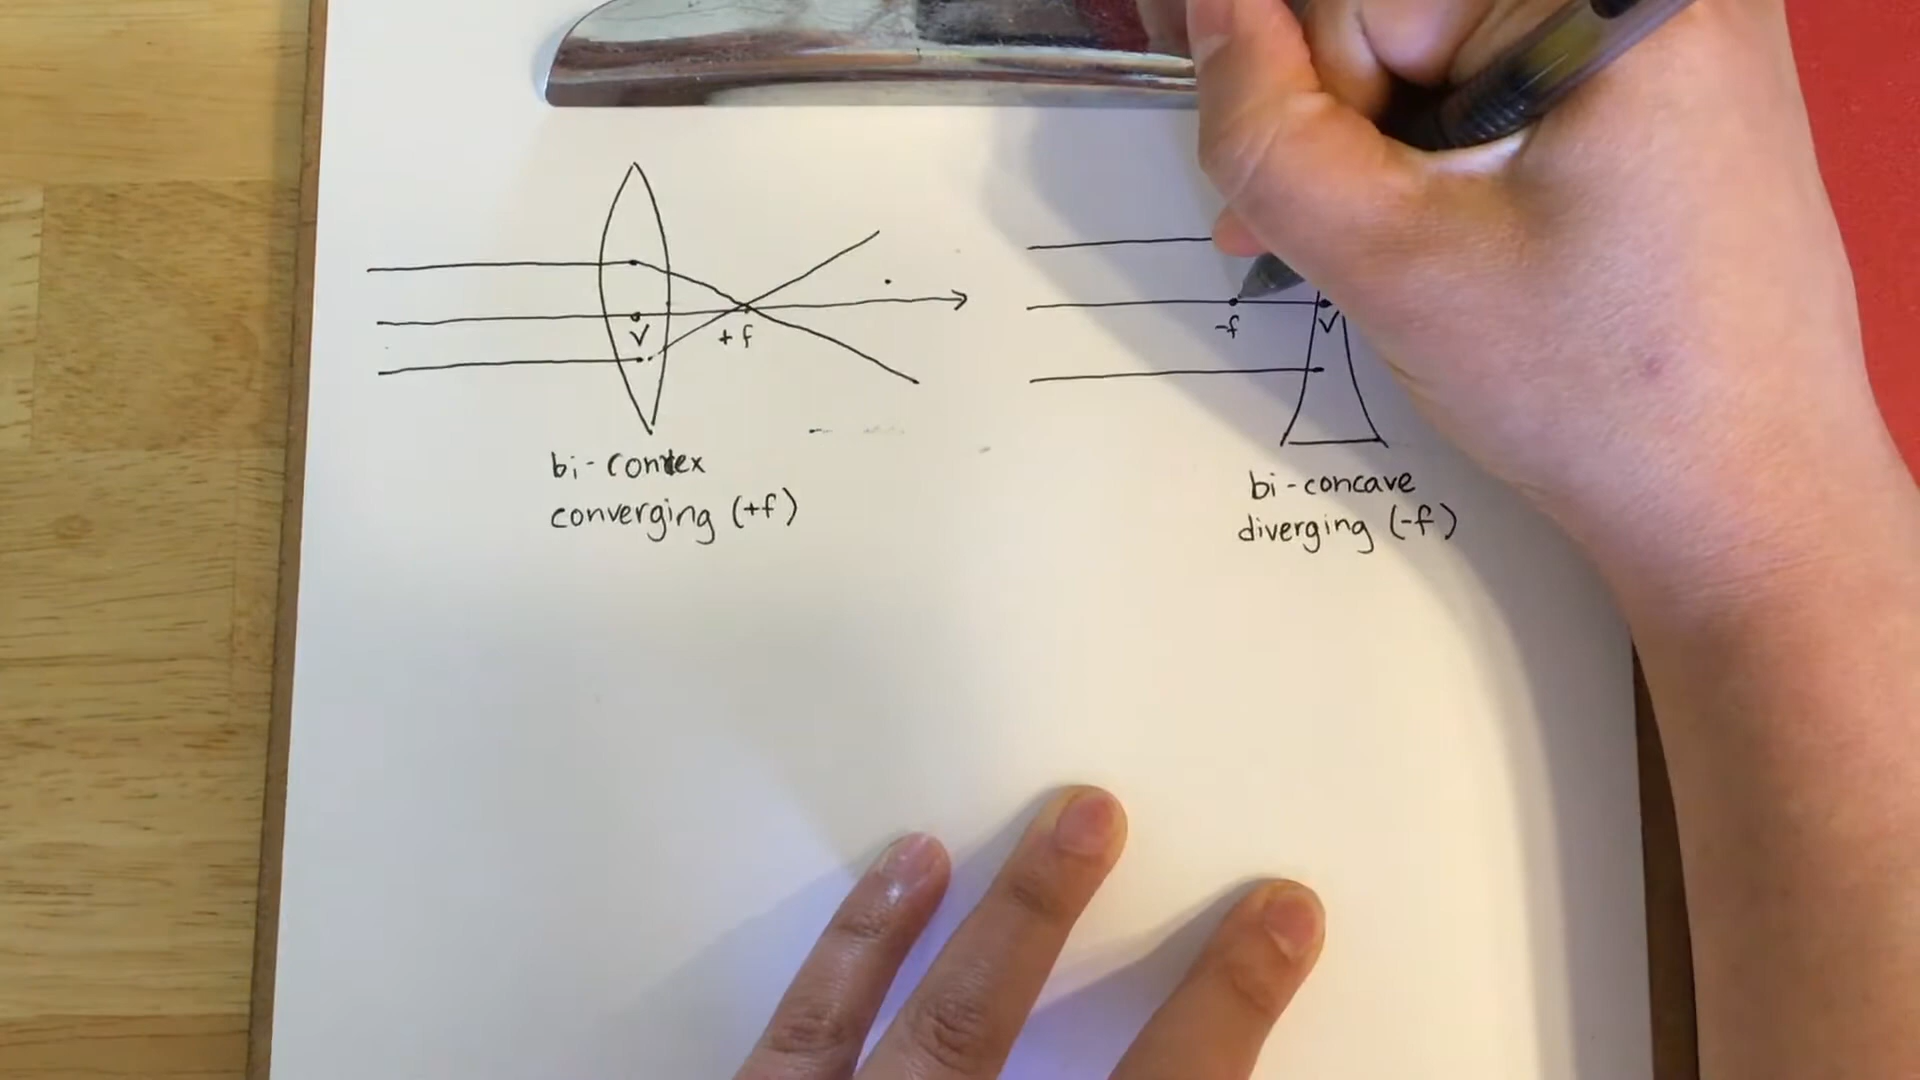 V
+f
bi-convex
converging (+f)
-f
V
bi-concave
diverging (-f)